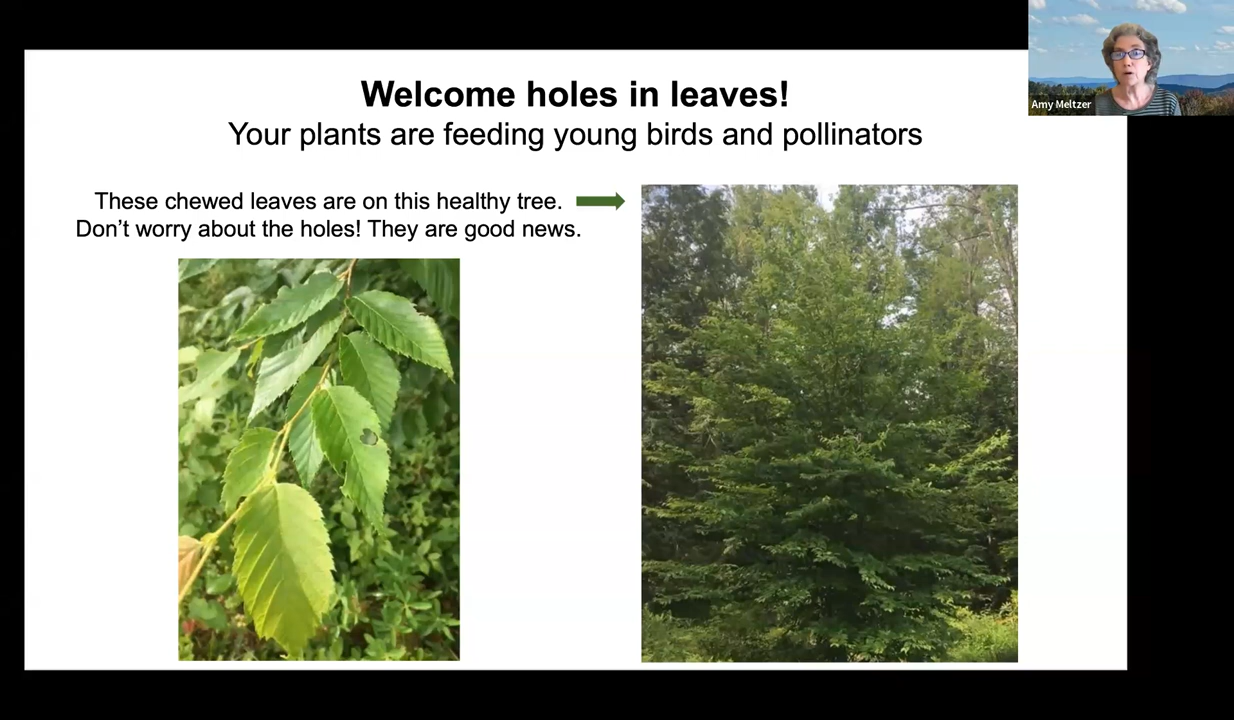 Welcome holes in leaves!
Your plants are feeding young birds and pollinators
These chewed leaves are on this healthy tree.
Don’t worry about the holes! They are good news.
Amy Meltzer